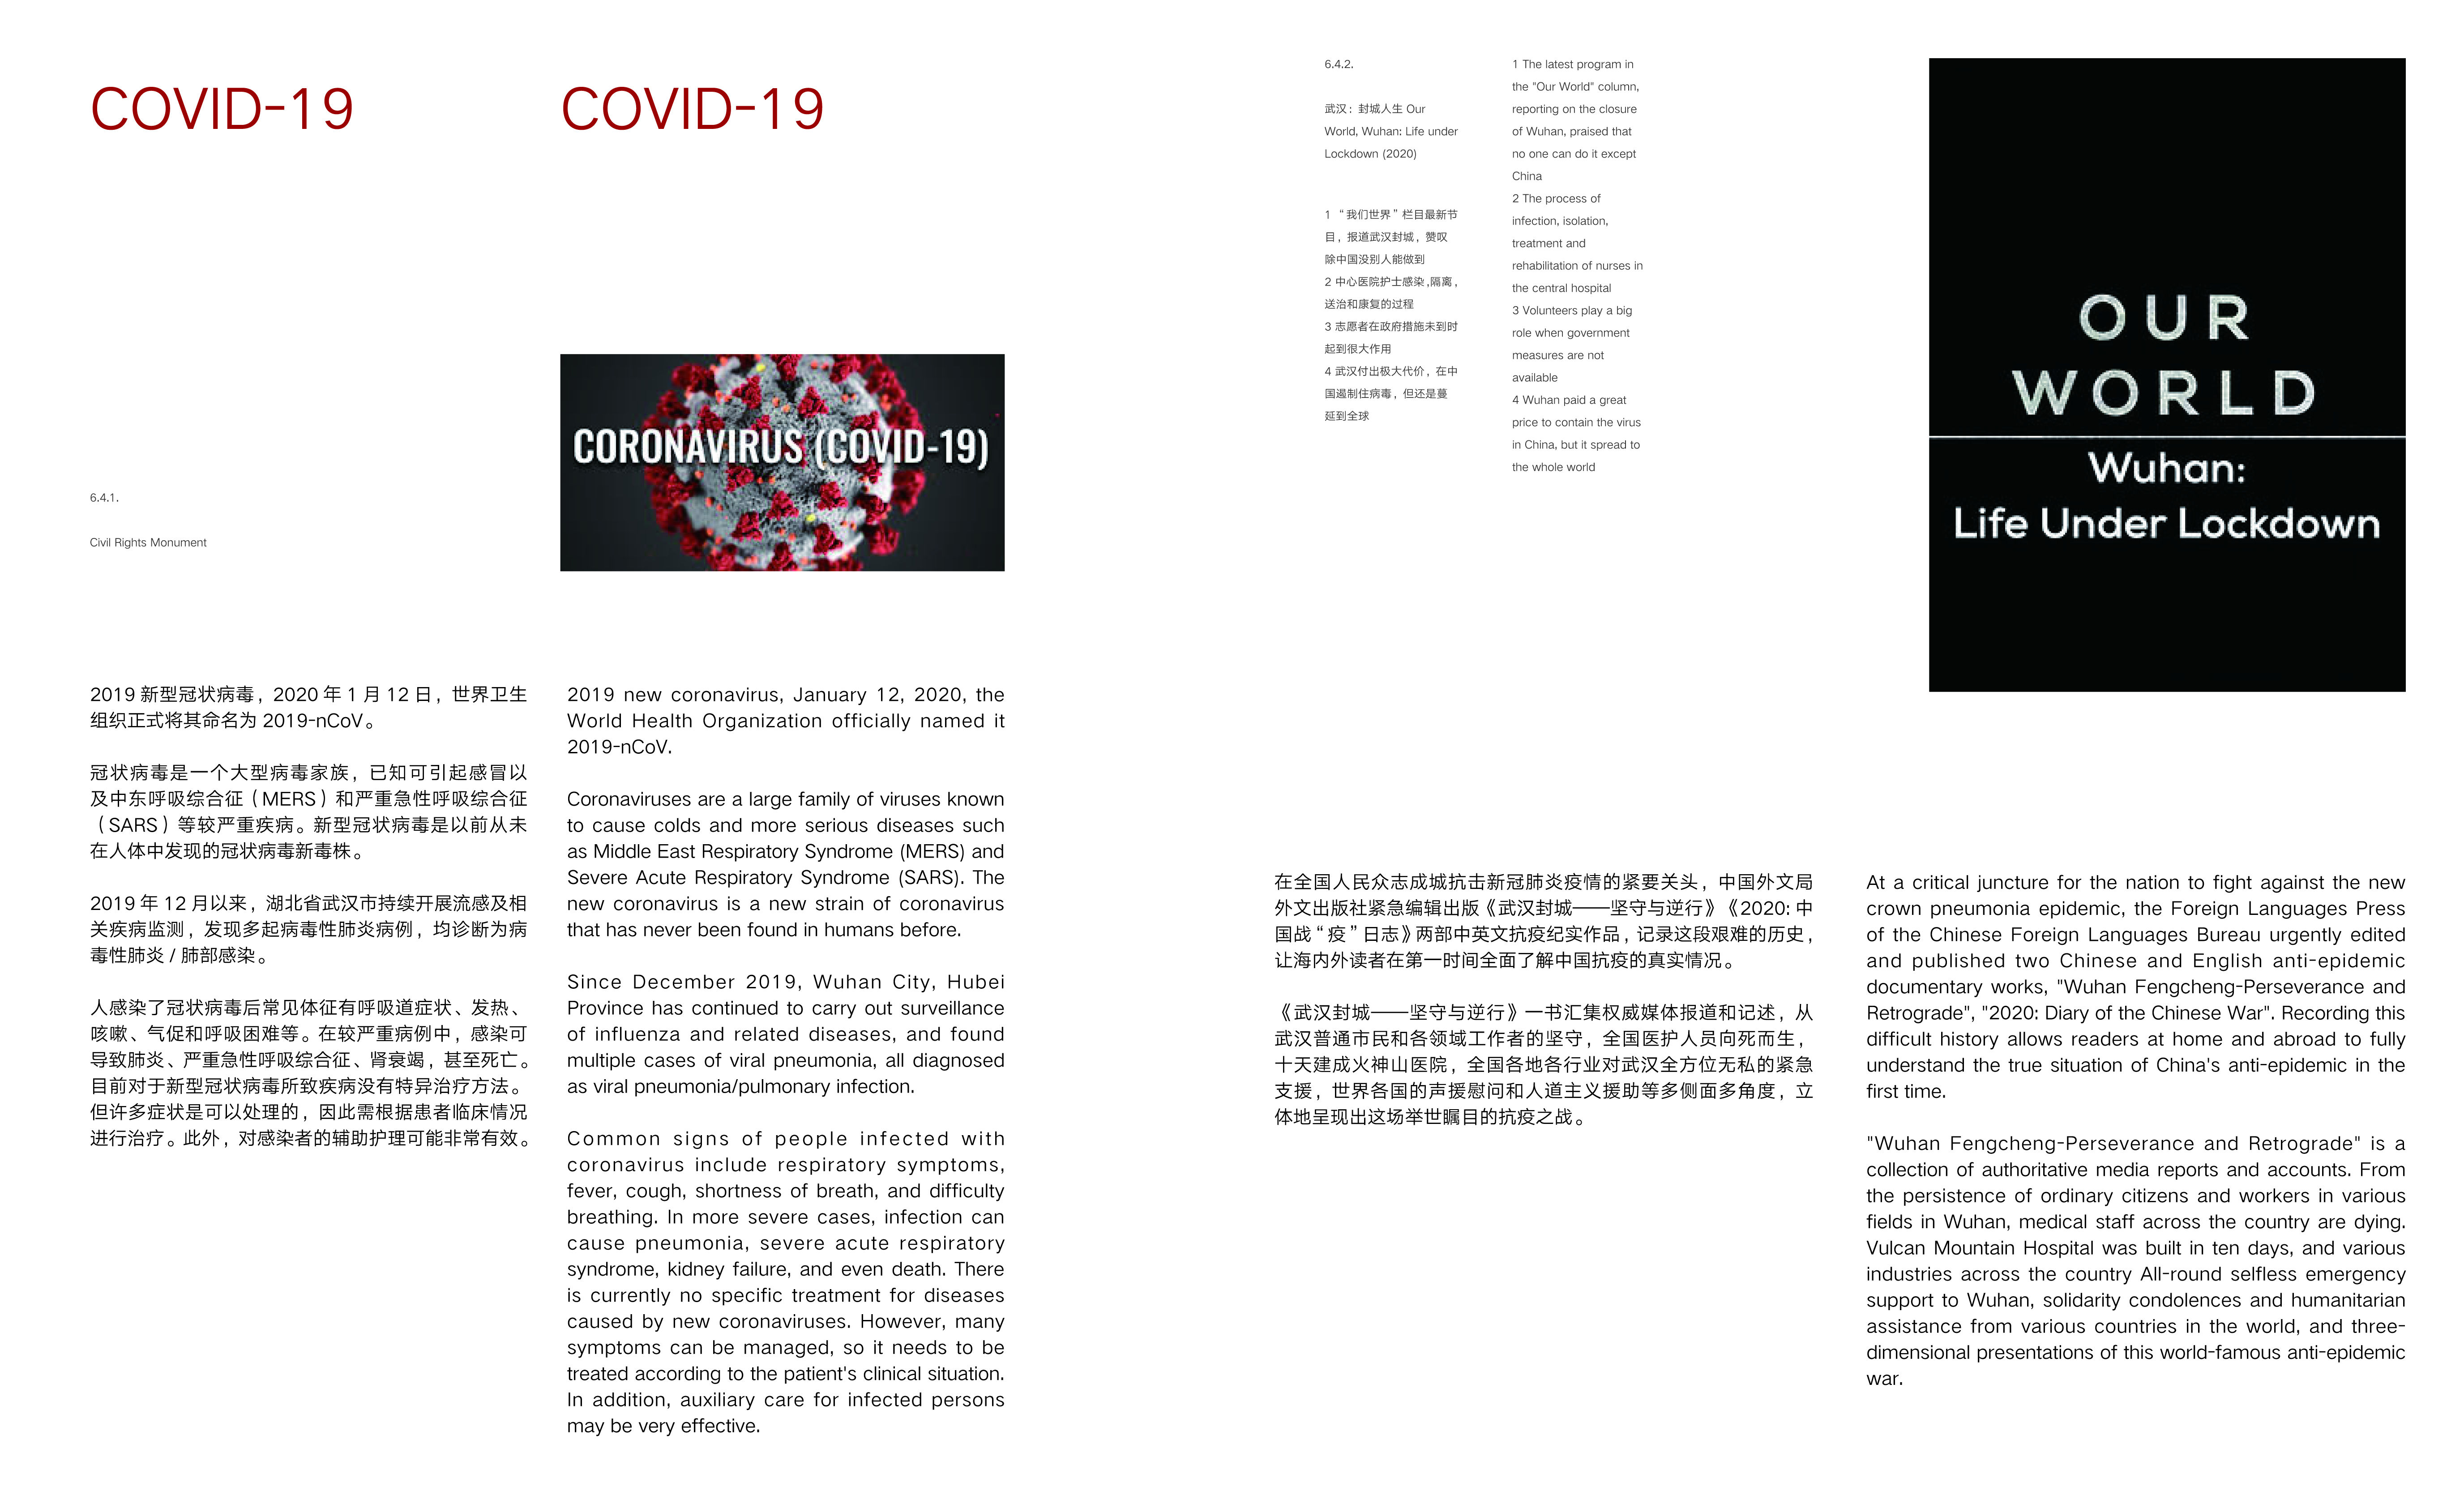 COVID-19
6.4.1.
Civil Rights Monument
2019 新型冠状病毒，2020 年 1 月 12 日，世界卫生
组织正式将其命名为 2019-nCoV。
冠状病毒是一个大型病毒家族，已知可引起感冒以
及中东呼吸综合征（MERS）和严重急性呼吸综合征
（SARS）等较严重疾病。新型冠状病毒是以前从未
在人体中发现的冠状病毒新毒株。
2019 年 12 月以来，湖北省武汉市持续开展流感及相
关疾病监测，发现多起病毒性肺炎病例，均诊断为病
毒性肺炎 / 肺部感染。
人感染了冠状病毒后常见体征有呼吸道症状、发热、
咳嗽、气促和呼吸困难等。在较严重病例中，感染可
导致肺炎、严重急性呼吸综合征、肾衰竭，甚至死亡。
目前对于新型冠状病毒所致疾病没有特异治疗方法。
但许多症状是可以处理的，因此需根据患者临床情况
进行治疗。此外，对感染者的辅助护理可能非常有效。
COVID-19
CORONAVIRUS (COVID-19)
2019 new coronavirus, January 12, 2020, the
World Health Organization officially named it
2019-nCoV.
Coronaviruses are a large family of viruses known
to cause colds and more serious diseases such
as Middle East Respiratory Syndrome (MERS) and
Severe Acute Respiratory Syndrome (SARS). The
new coronavirus is a new strain of coronavirus
that has never been found in humans before.
Since December 2019, Wuhan City, Hubei
Province has continued to carry out surveillance
of influenza and related diseases, and found
multiple cases of viral pneumonia, all diagnosed
as viral pneumonia/pulmonary infection.
Common signs of people infected with
coronavirus include respiratory symptoms,
fever, cough, shortness of breath, and difficulty
breathing. In more severe cases, infection can
cause pneumonia, severe acute respiratory
syndrome, kidney failure, and even death. There
is currently no specific treatment for diseases
caused by new coronaviruses. However, many
symptoms can be managed, so it needs to be
treated according to the patient's clinical situation.
In addition, auxiliary care for infected persons
may be very effective.
6.4.2.
武汉：封城人生 Our
World, Wuhan: Life under
Lockdown (2020)
1 “我们世界”栏目最新节
目，报道武汉封城，赞叹
除中国没别人能做到
2 中心医院护士感染,隔离，
送治和康复的过程
3 志愿者在政府措施未到时
起到很大作用
4 武汉付出极大代价，在中
国遏制住病毒，但还是蔓
延到全球
1 The latest program in
the "Our World" column,
reporting on the closure
of Wuhan, praised that
no one can do it except
China
2 The process of
infection, isolation,
treatment and
rehabilitation of nurses in
the central hospital
3 Volunteers play a big
role when government
measures are not
available
4 Wuhan paid a great
price to contain the virus
in China, but it spread to
the whole world
OUR
WORLD
Wuhan:
Life Under Lockdown
在全国人民众志成城抗击新冠肺炎疫情的紧要关头，中国外文局
外文出版社紧急编辑出版《武汉封城——坚守与逆行》《2020: 中
国战“疫”日志》两部中英文抗疫纪实作品，记录这段艰难的历史，
让海内外读者在第一时间全面了解中国抗疫的真实情况。
《武汉封城——坚守与逆行》一书汇集权威媒体报道和记述，从
武汉普通市民和各领域工作者的坚守，全国医护人员向死而生，
十天建成火神山医院，全国各地各行业对武汉全方位无私的紧急
支援，世界各国的声援慰问和人道主义援助等多侧面多角度，立
体地呈现出这场举世瞩目的抗疫之战。
At a critical juncture for the nation to fight against the new
crown pneumonia epidemic, the Foreign Languages Press
of the Chinese Foreign Languages Bureau urgently edited
and published two Chinese and English anti-epidemic
documentary works, "Wuhan Fengcheng-Perseverance and
Retrograde", "2020: Diary of the Chinese War". Recording this
difficult history allows readers at home and abroad to fully
understand the true situation of China's anti-epidemic in the
first time.
"Wuhan Fengcheng-Perseverance and Retrograde" is a
collection of authoritative media reports and accounts. From
the persistence of ordinary citizens and workers in various
fields in Wuhan, medical staff across the country are dying.
Vulcan Mountain Hospital was built in ten days, and various
industries across the country All-round selfless emergency
support to Wuhan, solidarity condolences and humanitarian
assistance from various countries in the world, and three-
dimensional presentations of this world-famous anti-epidemic
war.